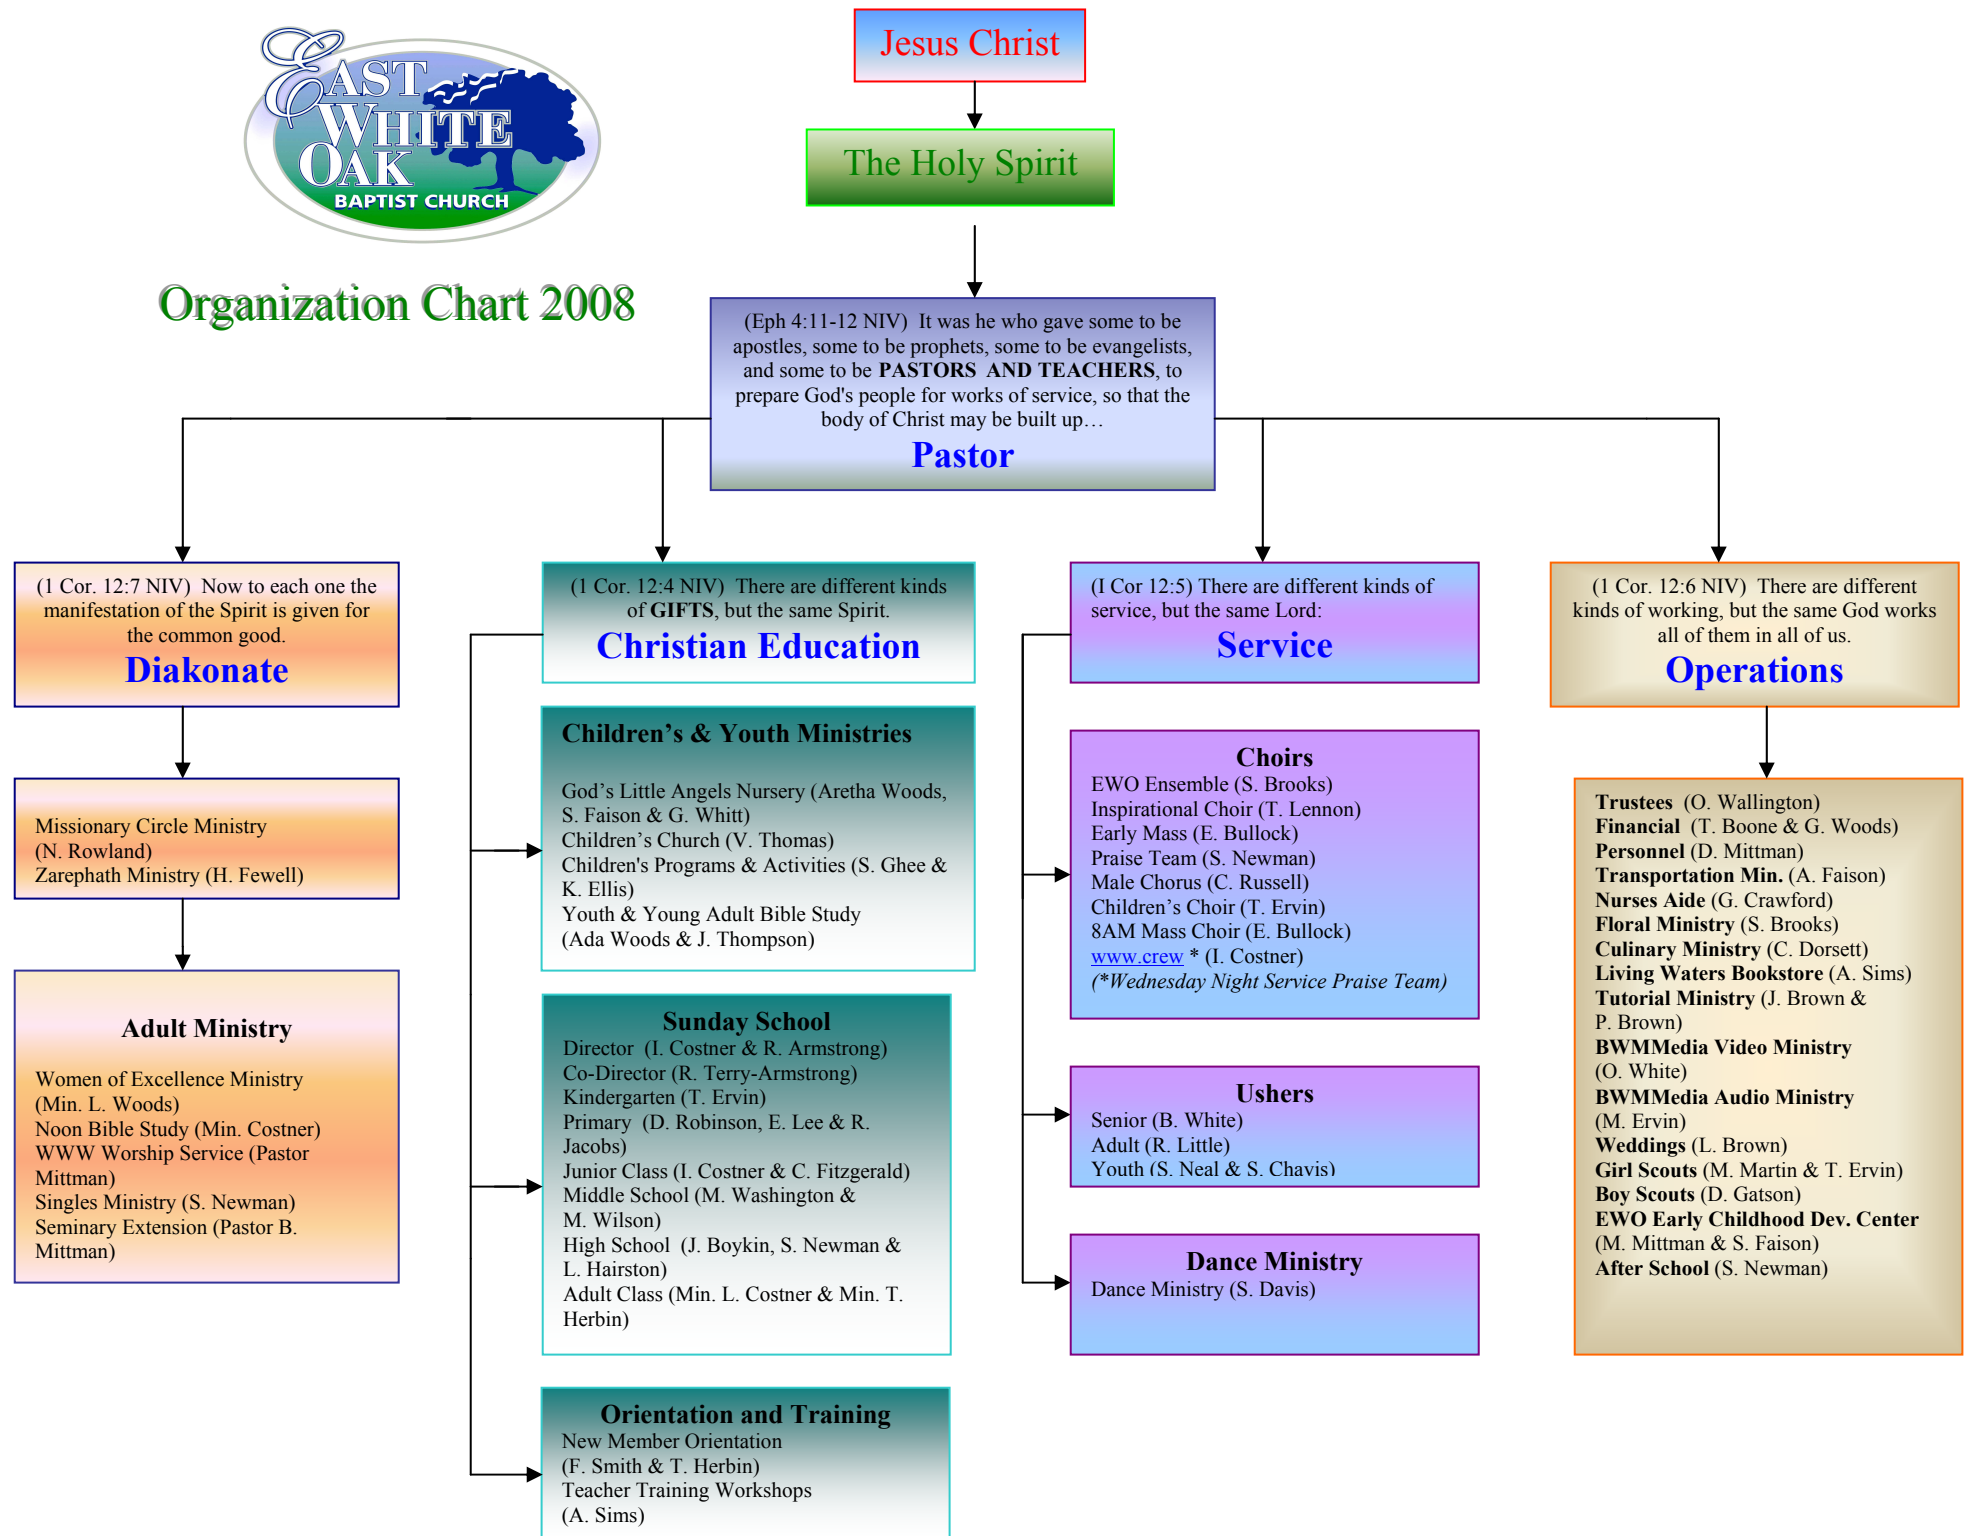 EAST
WHITE
OAK
BAPTIST CHURCH
Organization Chart 2008
Jesus Christ
The Holy Spirit
(Eph 4:11-12 NIV)  It was he who gave some to be
apostles, some to be prophets, some to be evangelists,
and some to be PASTORS  AND TEACHERS, to
prepare God's people for works of service, so that the
body of Christ may be built up…
Pastor
(1 Cor. 12:7 NIV)  Now to each one the
manifestation of the Spirit is given for
the common good.
Diakonate
Missionary Circle Ministry
(N. Rowland)
Zarephath Ministry (H. Fewell)
Adult Ministry
Women of Excellence Ministry
(Min. L. Woods)
Noon Bible Study (Min. Costner)
WWW Worship Service (Pastor
Mittman)
Singles Ministry (S. Newman)
Seminary Extension (Pastor B.
Mittman)
(1 Cor. 12:4 NIV)  There are different kinds
of GIFTS, but the same Spirit.
Christian Education
Children’s & Youth Ministries
God’s Little Angels Nursery (Aretha Woods,
S. Faison & G. Whitt)
Children’s Church (V. Thomas)
Children's Programs & Activities (S. Ghee &
K. Ellis)
Youth & Young Adult Bible Study
(Ada Woods & J. Thompson)
Sunday School
Director  (I. Costner & R. Armstrong)
Co-Director (R. Terry-Armstrong)
Kindergarten (T. Ervin)
Primary  (D. Robinson, E. Lee & R.
Jacobs)
Junior Class (I. Costner & C. Fitzgerald)
Middle School (M. Washington &
M. Wilson)
High School  (J. Boykin, S. Newman &
L. Hairston)
Adult Class (Min. L. Costner & Min. T.
Herbin)
Orientation and Training
New Member Orientation
(F. Smith & T. Herbin)
Teacher Training Workshops
(A. Sims)
(I Cor 12:5) There are different kinds of
service, but the same Lord:
Service
Choirs
EWO Ensemble (S. Brooks)
Inspirational Choir (T. Lennon)
Early Mass (E. Bullock)
Praise Team (S. Newman)
Male Chorus (C. Russell)
Children’s Choir (T. Ervin)
8AM Mass Choir (E. Bullock)
www.crew * (I. Costner)
(*Wednesday Night Service Praise Team)
Ushers
Senior (B. White)
Adult (R. Little)
Youth (S. Neal & S. Chavis)
Dance Ministry
Dance Ministry (S. Davis)
(1 Cor. 12:6 NIV)  There are different
kinds of working, but the same God works
all of them in all of us.
Operations
Trustees  (O. Wallington)
Financial  (T. Boone & G. Woods)
Personnel (D. Mittman)
Transportation Min. (A. Faison)
Nurses Aide (G. Crawford)
Floral Ministry (S. Brooks)
Culinary Ministry (C. Dorsett)
Living Waters Bookstore (A. Sims)
Tutorial Ministry (J. Brown &
P. Brown)
BWMMedia Video Ministry
(O. White)
BWMMedia Audio Ministry
(M. Ervin)
Weddings (L. Brown)
Girl Scouts (M. Martin & T. Ervin)
Boy Scouts (D. Gatson)
EWO Early Childhood Dev. Center
(M. Mittman & S. Faison)
After School (S. Newman)